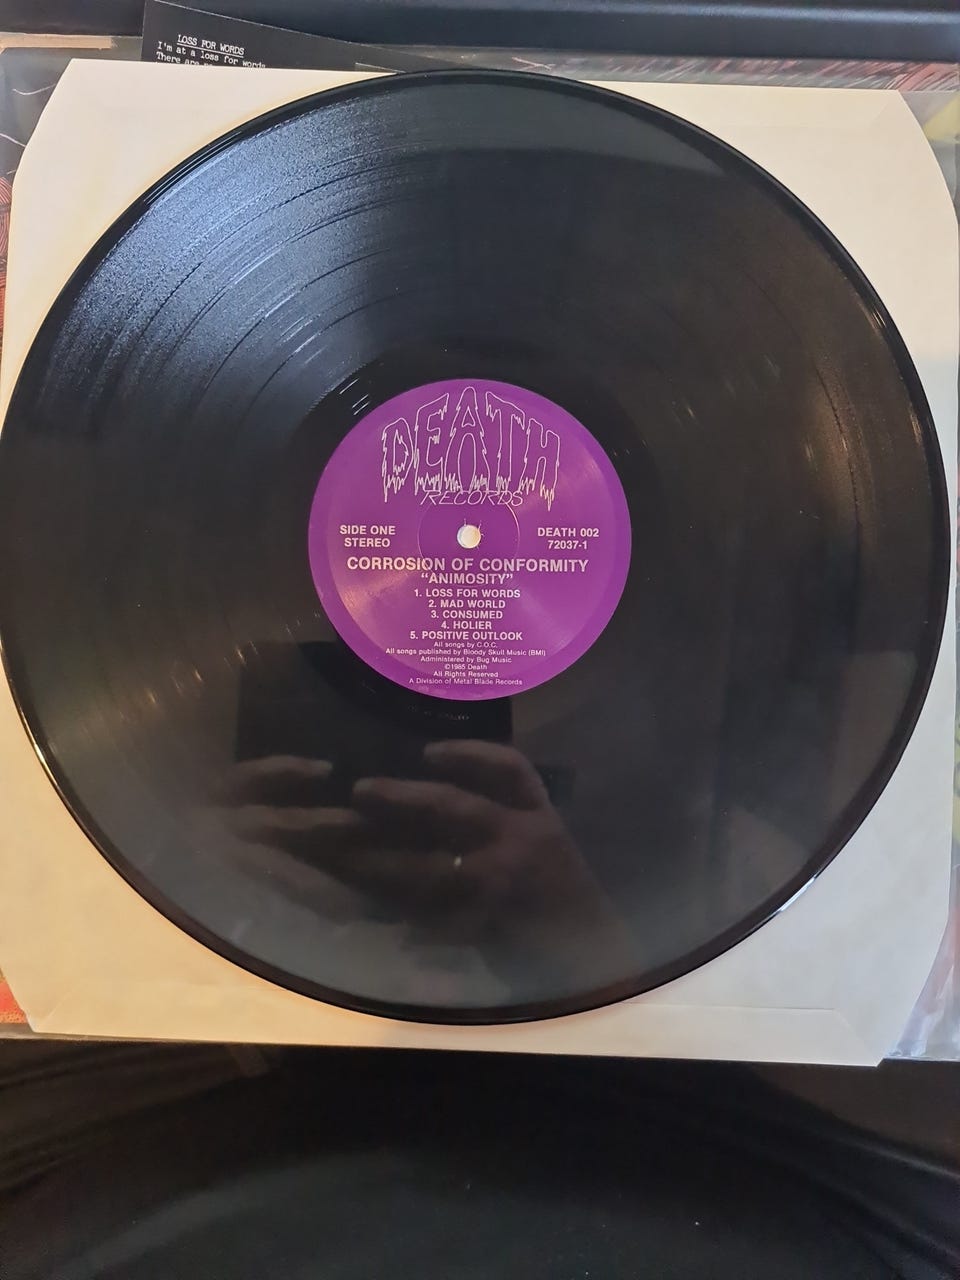 LOSS FOR WORDS
I'm at a loss for words
There are
DEATH
RECORDS
SIDE ONE
STEREO
DEATH 002
72037-1
CORROSION OF CONFORMITY
“ANIMOSITY”
1. LOSS FOR WORDS
2. MAD WORLD
3. CONSUMED
4. HOLIER
5. POSITIVE OUTLOOK
All songs by C.O.C.
All songs published by Bloody Skull Music (BMI)
Administered by Bug Music
©1985 Death
All Rights Reserved
A Division of Metal Blade Records